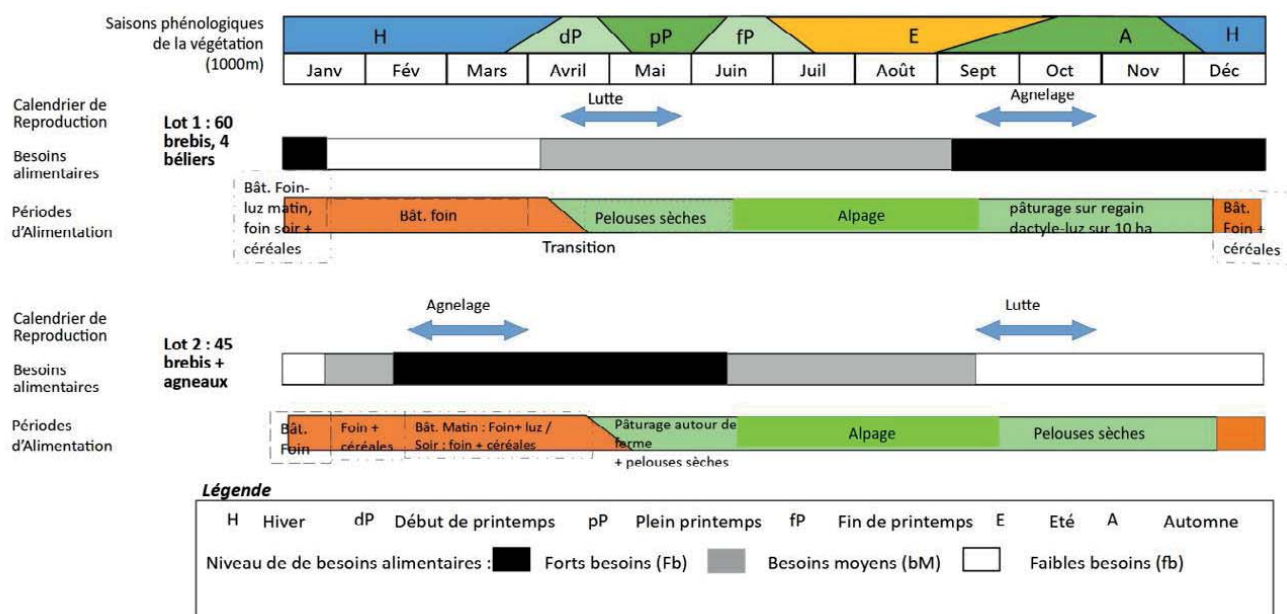 Saisons phénologiques
de la végétation
(1000m)
H dP pP fP E A H
Janv Fév Mars Avril Mai Juin Juil Août Sept Oct Nov Déc
Calendrier de
Reproduction
Lutte
Agnelage
Lot 1 : 60
brebis, 4
béliers
Besoins
alimentaires
Périodes
d'Alimentation
Bât. Foin-
luz matin,
foin soir +
céréales
Bât. foin
Transition
Pelouses sèches
Alpage
pâturage sur regain
dactyle-luz sur 10 ha
Bât.
Foin +
céréales
Calendrier de
Reproduction
Agnelage
Lutte
Lot 2 : 45
brebis +
agneaux
Besoins
alimentaires
Périodes
d'Alimentation
Bât.
Foin
Foin +
céréales
Bât. Matin : Foin+ luz /
Soir : foin + céréales
Pâturage autour de
ferme
+ pelouses sèches
Alpage
Pelouses sèches
Légende
H Hiver dP Début de printemps pP Plein printemps fP Fin de printemps E Eté A Automne
Niveau de de besoins alimentaires : Forts besoins (Fb) Besoins moyens (bM) Faibles besoins (fb)